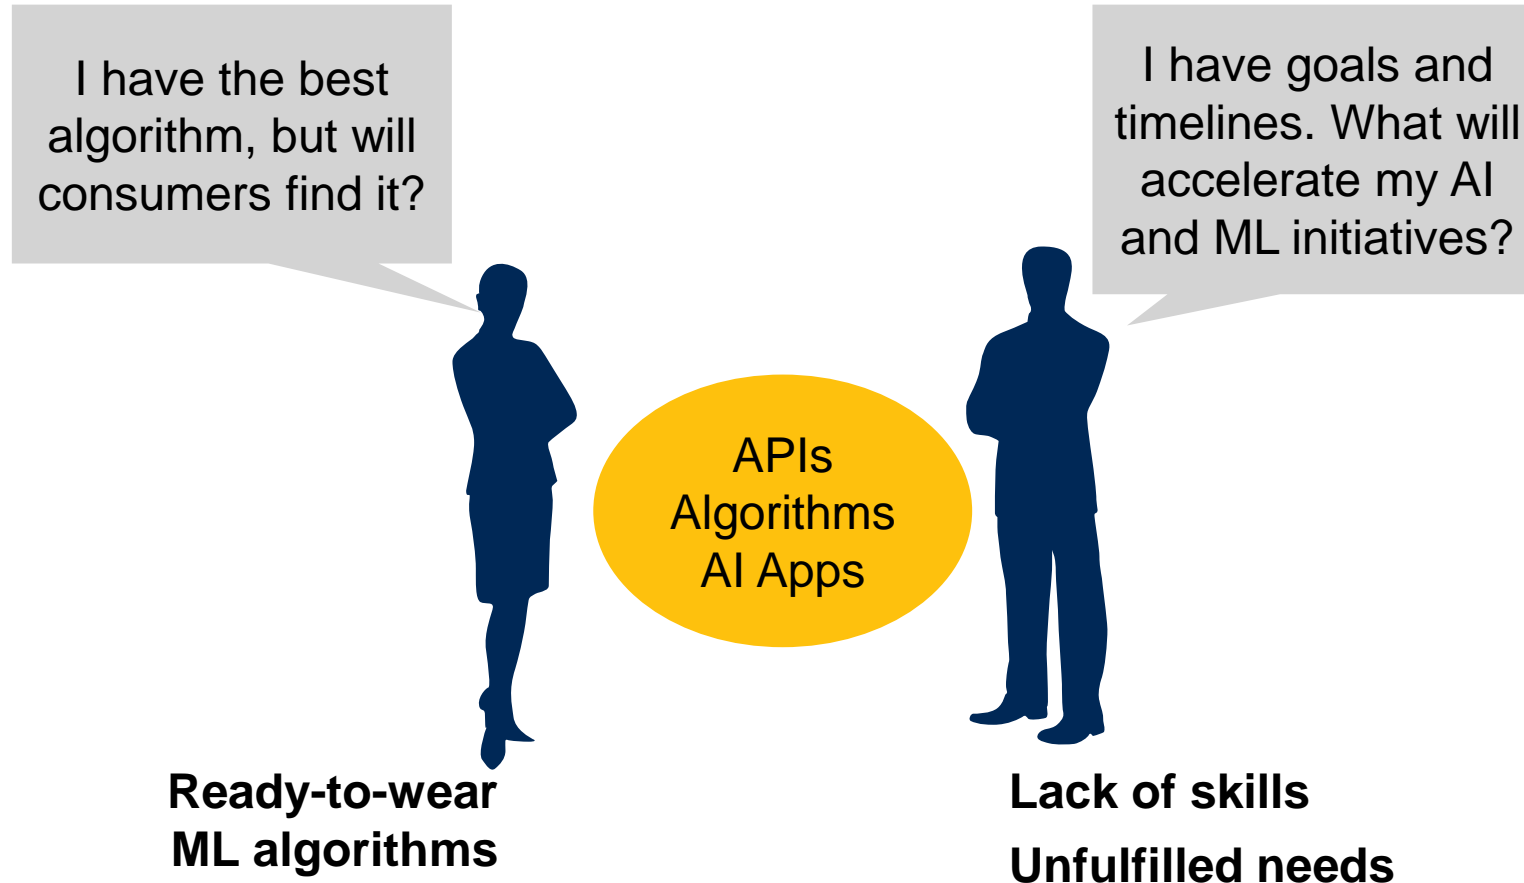 I have the best
algorithm, but will
consumers find it?
I have goals and
timelines. What will
accelerate my AI
and ML initiatives?
APIs
Algorithms
AI Apps
Ready-to-wear
ML algorithms
Lack of skills
Unfulfilled needs